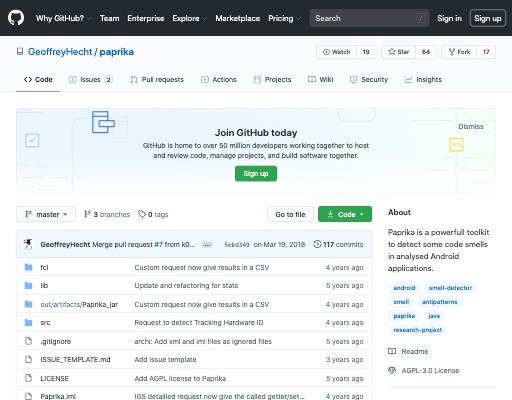 Why GitHub? Team Enterprise Explore Marketplace Pricing Search / Sign in Sign up
GeoffreyHecht / paprika Watch 19 Star 64 Fork 17
Code Issues 2 Pull requests Actions Projects Wiki Security Insights
Join GitHub today
Dismiss
GitHub is home to over 50 million developers working together to host
and review code, manage projects, and build software together.
Sign up
master 3 branches 0 tags Go to file Code
GeoffreyHecht Merge pull request #7 from k0... ... 5ebd349 on Mar 19, 2018 117 commits
fcl Custom request now give results in a CSV 4 years ago
lib Update and refactoring for stats 5 years ago
out/artifacts/Paprika_jar Custom request now give results in a CSV 4 years ago
src Request to detect Tracking Hardware ID 4 years ago
.gitignore archi: Add xml and iml files as ignored files 5 years ago
ISSUE_TEMPLATE.md Add issue template 3 years ago
LICENSE Add AGPL license to Paprika 5 years ago
Paprika.iml IGS detailled request now give the called getter/set... 4 years ago
About
Paprika is a powerfull toolkit
to detect some code smells
in analysed Android
applications.
android smell-detector
smell antipatterns
paprika java
research-project
Readme
AGPL-3.0 License